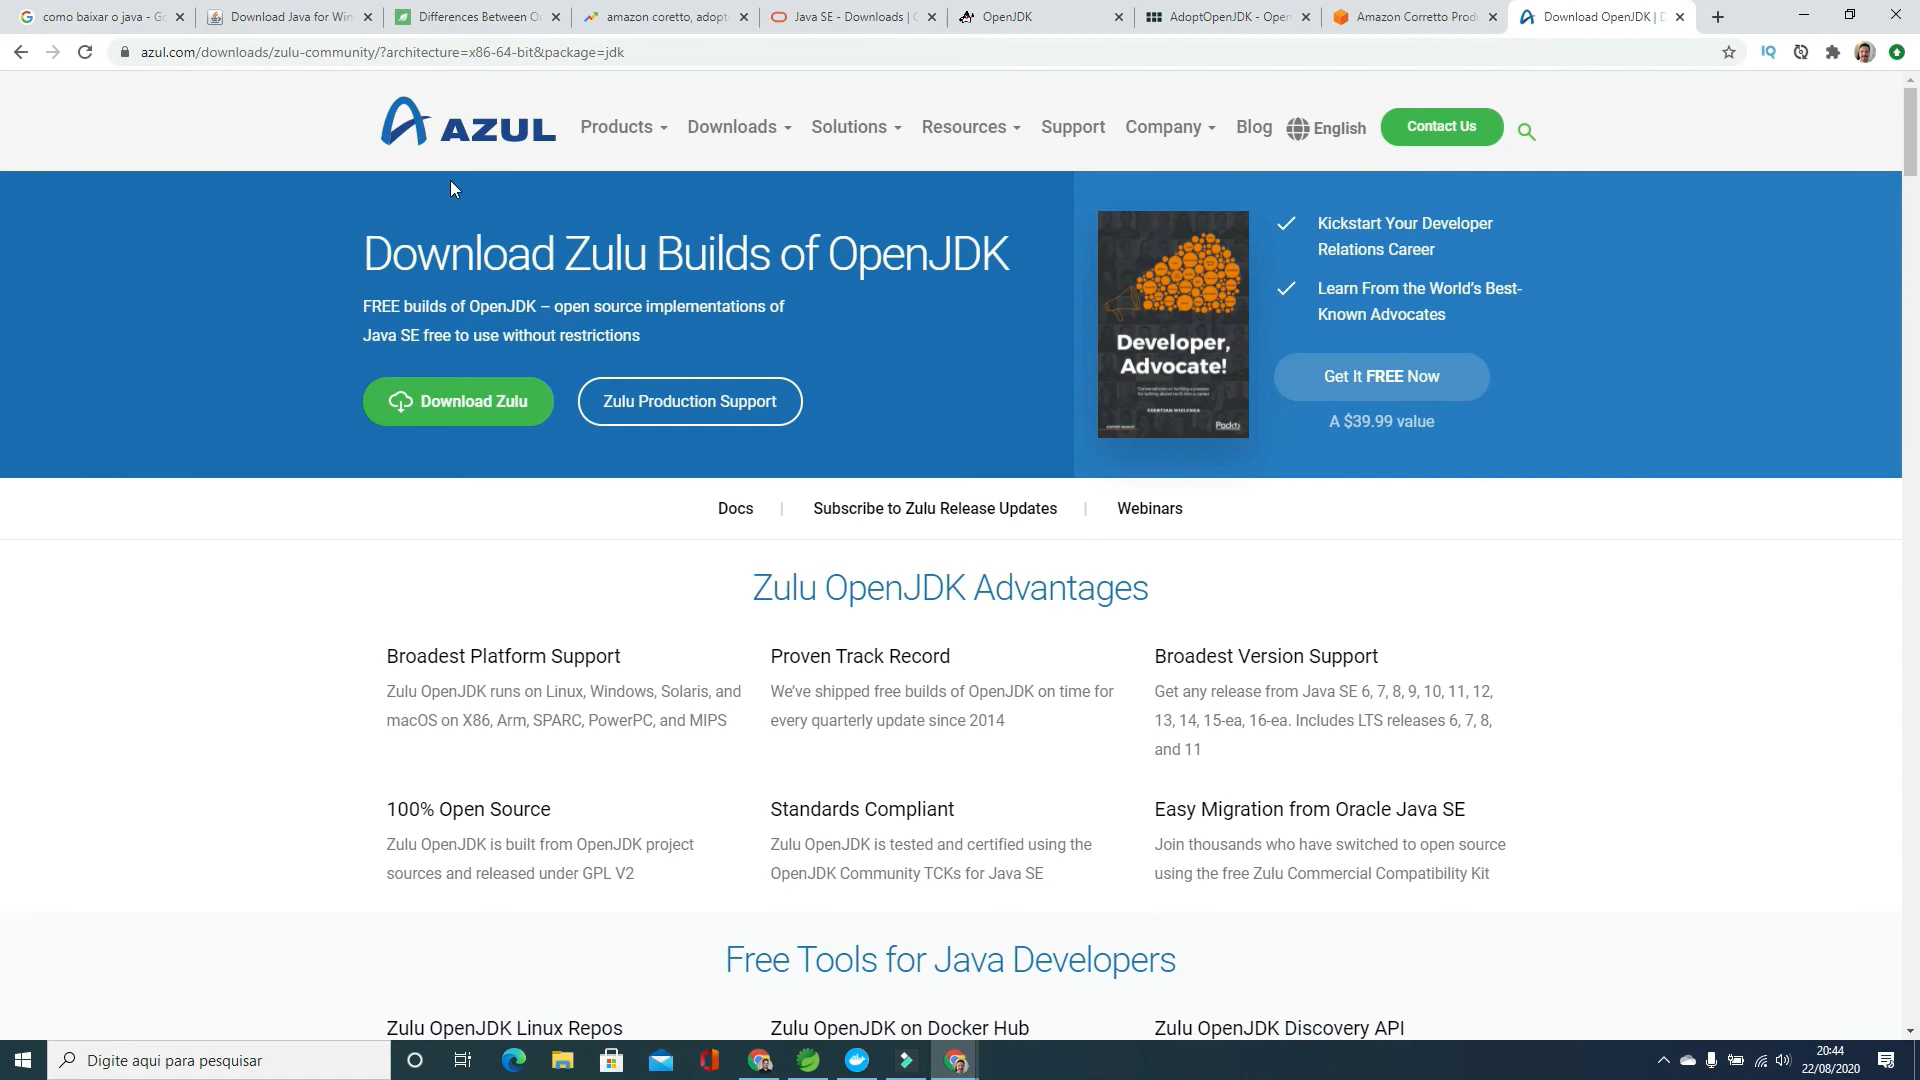 como baixar o java - Go
Download Java for Win
Differences Between O
amazon coretto, adopt
Java SE - Downloads | O
OpenJDK
AdoptOpenJDK - Open
Amazon Corretto Prod
Download OpenJDK | D
azul.com/downloads/zulu-community/?architecture=x86-64-bit&package=jdk
IQ
AZUL
Products
Downloads
Solutions
Resources
Support
Company
Blog
English
Contact Us
Download Zulu Builds of OpenJDK
FREE builds of OpenJDK – open source implementations of
Java SE free to use without restrictions
Download Zulu
Zulu Production Support
Developer,
Advocate!
Packt>
Kickstart Your Developer
Relations Career
Learn From the World's Best-
Known Advocates
Get It FREE Now
A $39.99 value
Docs | Subscribe to Zulu Release Updates | Webinars
Zulu OpenJDK Advantages
Broadest Platform Support
Zulu OpenJDK runs on Linux, Windows, Solaris, and
macOS on X86, Arm, SPARC, PowerPC, and MIPS
Proven Track Record
We've shipped free builds of OpenJDK on time for
every quarterly update since 2014
Broadest Version Support
Get any release from Java SE 6, 7, 8, 9, 10, 11, 12,
13, 14, 15-ea, 16-ea. Includes LTS releases 6, 7, 8,
and 11
100% Open Source
Zulu OpenJDK is built from OpenJDK project
sources and released under GPL V2
Standards Compliant
Zulu OpenJDK is tested and certified using the
OpenJDK Community TCKs for Java SE
Easy Migration from Oracle Java SE
Join thousands who have switched to open source
using the free Zulu Commercial Compatibility Kit
Free Tools for Java Developers
Zulu OpenJDK Linux Repos
Zulu OpenJDK on Docker Hub
Zulu OpenJDK Discovery API
Digite aqui para pesquisar
20:44
22/08/2020